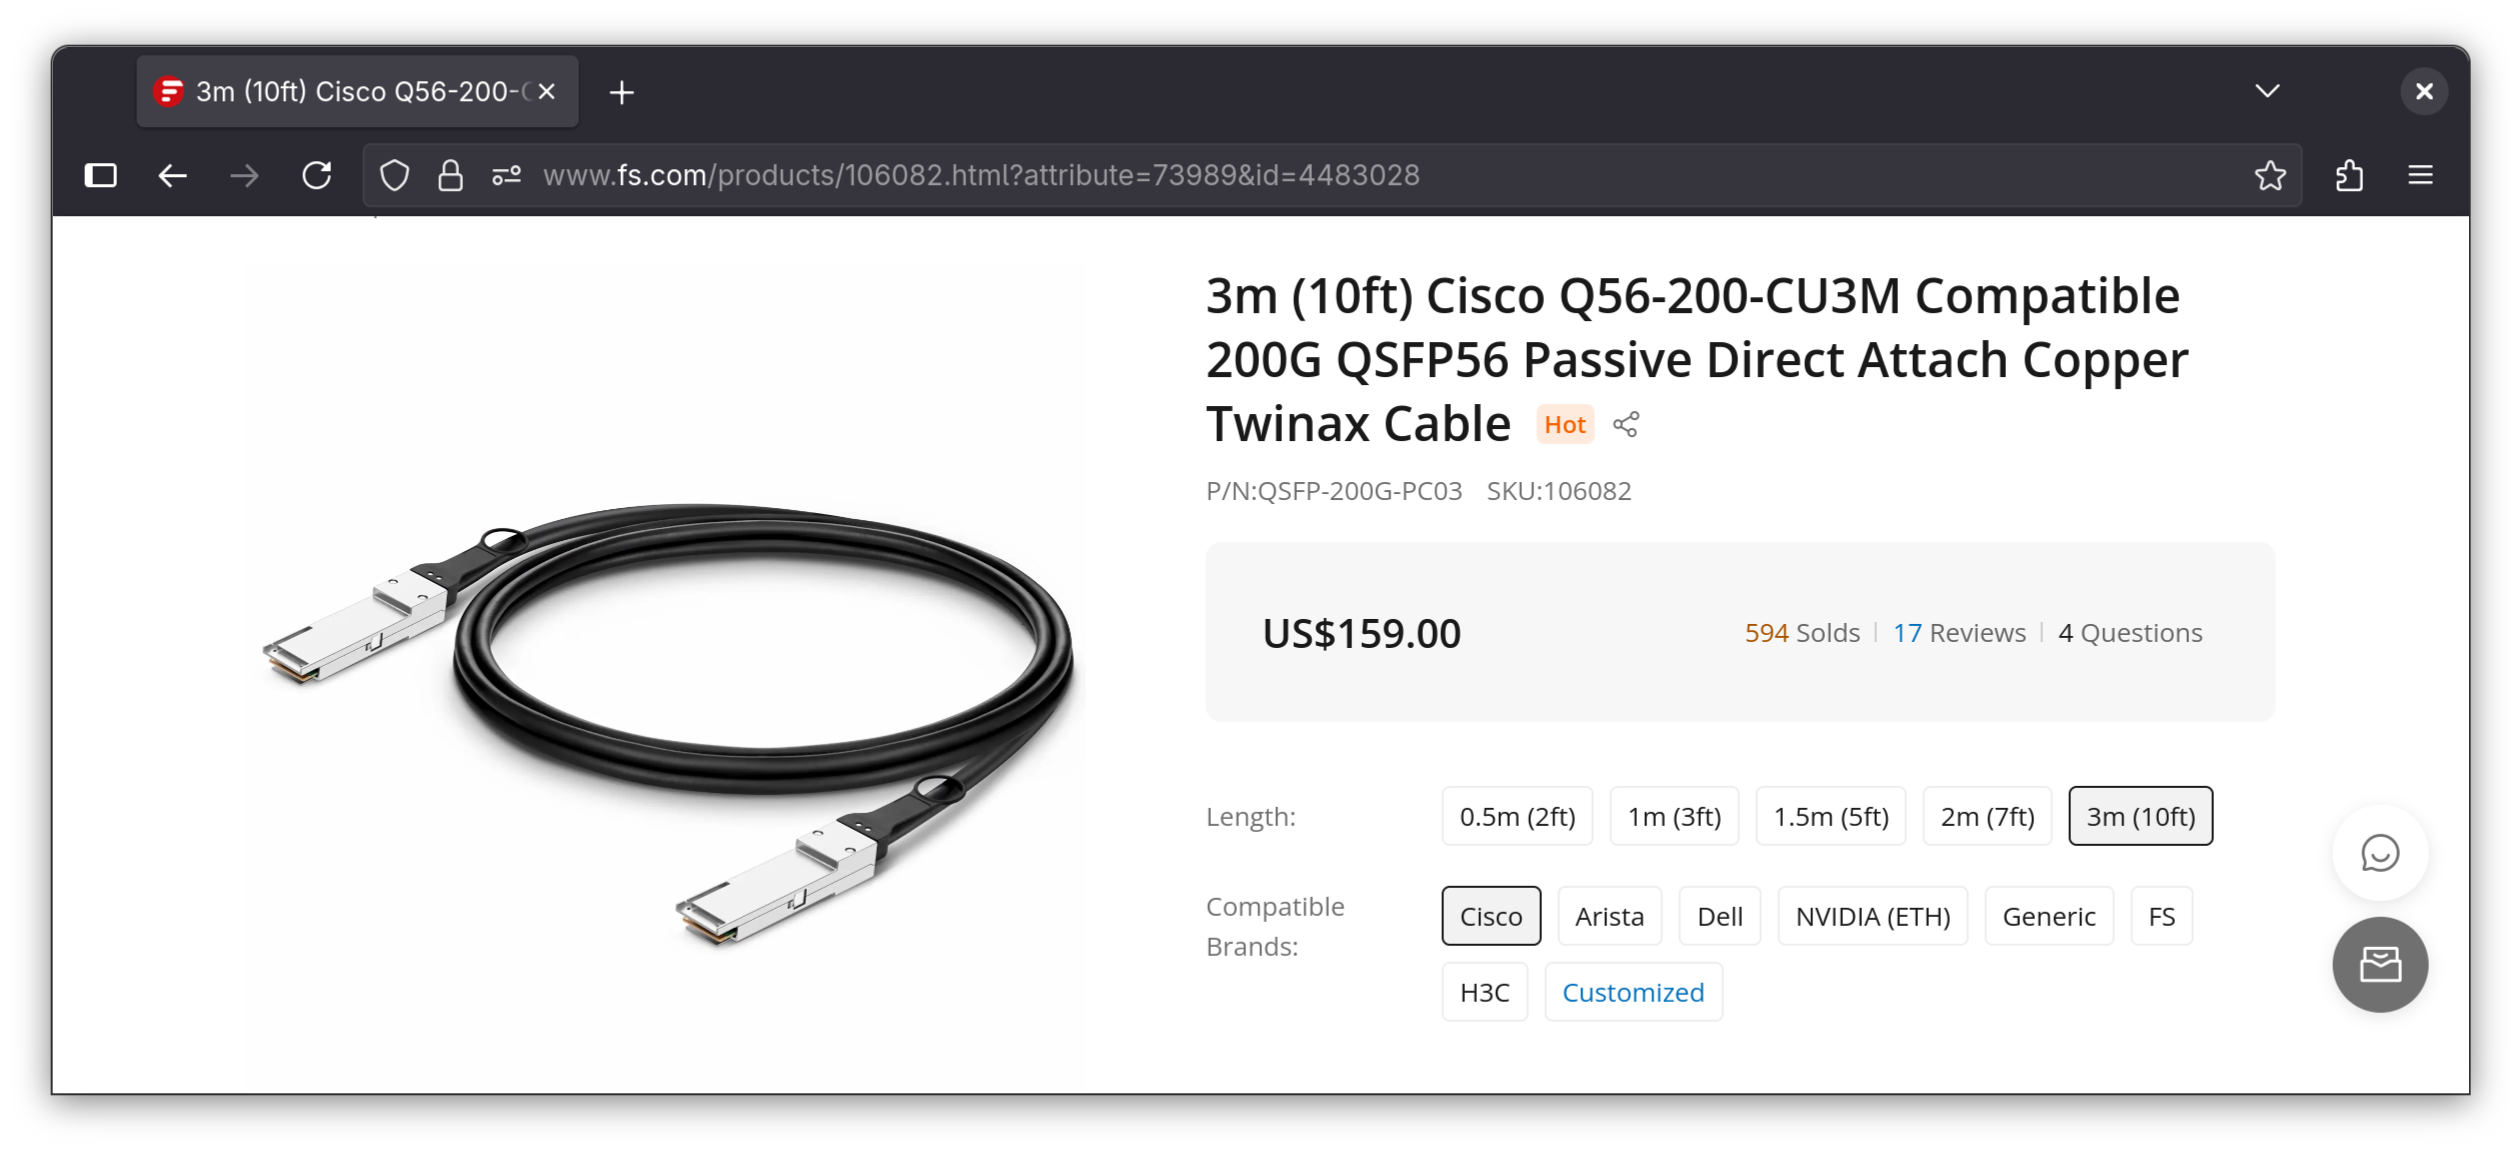 3m (10ft) Cisco Q56-200-
www.fs.com/products/106082.html?attribute=73989&id=4483028
3m (10ft) Cisco Q56-200-CU3M Compatible
200G QSFP56 Passive Direct Attach Copper
Twinax Cable Hot
P/N:QSFP-200G-PC03 SKU:106082
US$159.00 594 Solds 17 Reviews 4 Questions
Length: 0.5m (2ft) 1m (3ft) 1.5m (5ft) 2m (7ft) 3m (10ft)
Compatible Brands: Cisco Arista Dell NVIDIA (ETH) Generic FS
H3C Customized